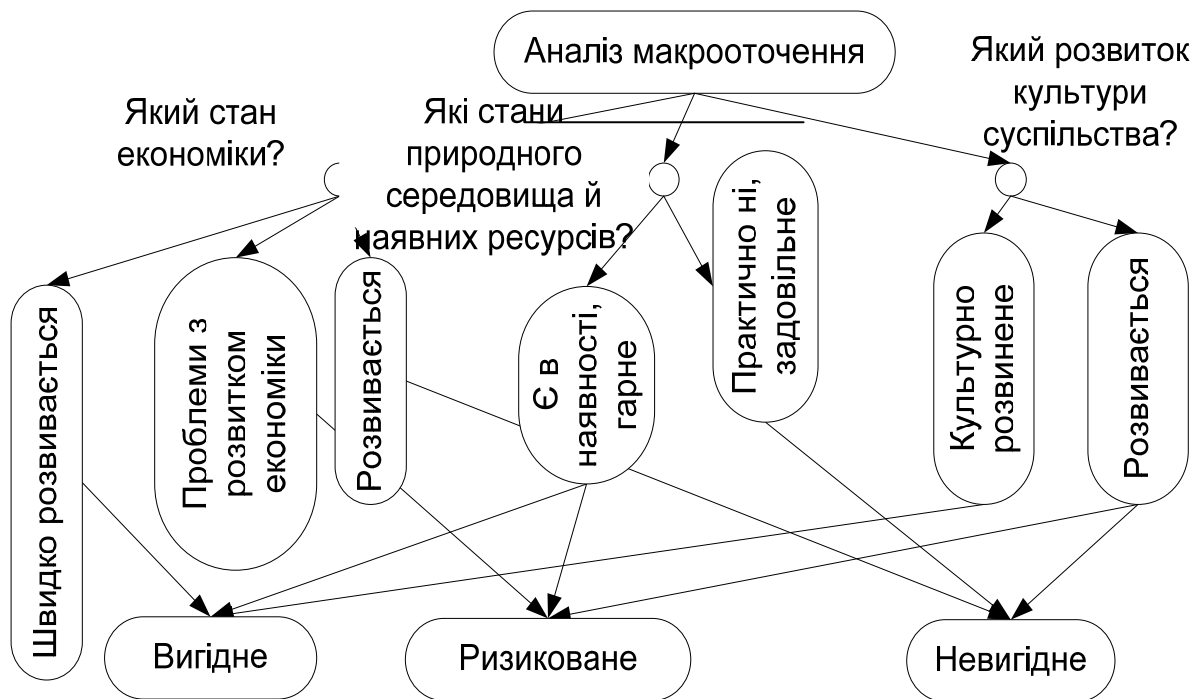 Аналіз макрооточення
Який стан
економіки?
Які стани
природного
середовища й
наявних ресурсів?
Який розвиток
культури
суспільства?
Швидко розвивається
Проблеми з
розвитком
економіки
Розвивається
Є в
наявності,
гарне
Практично ні,
задовільне
Культурно
розвинене
Розвивається
Вигідне
Ризиковане
Невигідне